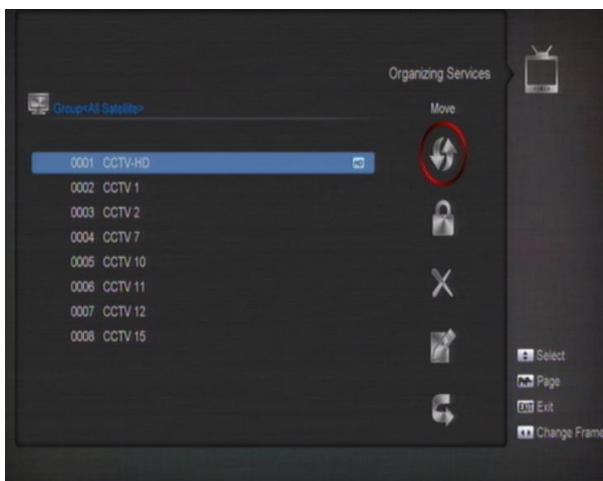 Organizing Services
Group<All Satellite>
Move
0001 CCTV-HD HD
0002 CCTV 1
0003 CCTV 2
0004 CCTV 7
0005 CCTV 10
0006 CCTV 11
0007 CCTV 12
0008 CCTV 15
Select
Page
EXIT Exit
Change Frame